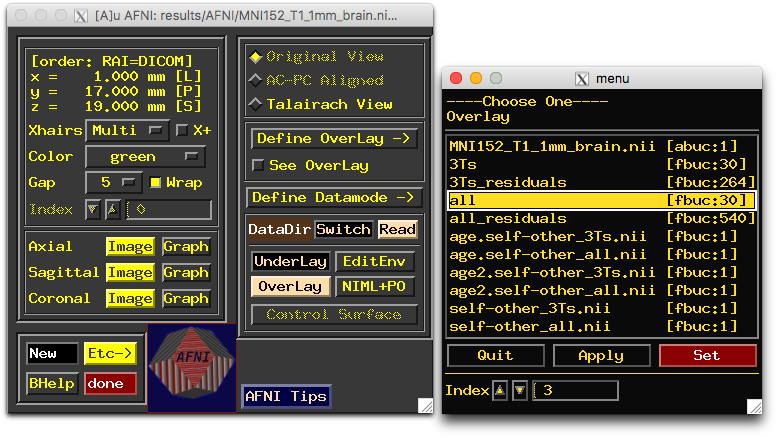 [A]u AFNI: results/AFNI/MNI152_T1_1mm_brain.ni...
[order: RAI=DICOM]
x = 1.000 mm [L]
y = 17.000 mm [P]
z = 19.000 mm [S]
Xhairs Multi X+
Color green
Gap 5 Wrap
Index 0
Axial Image Graph
Sagittal Image Graph
Coronal Image Graph
New Etc->
BHelp done
AFNI
Original View
AC-PC Aligned
Talairach View
Define OverLay ->
See OverLay
Define Datamode ->
DataDir Switch Read
UnderLay EditEnv
OverLay NIML+PO
Control Surface
AFNI Tips
menu
----Choose One----
Overlay
MNI152_T1_1mm_brain.nii [abuc:1]
3Ts [fbuc:30]
3Ts_residuals [fbuc:264]
all [fbuc:30]
all_residuals [fbuc:540]
age.self-other_3Ts.nii [fbuc:1]
age.self-other_all.nii [fbuc:1]
age2.self-other_3Ts.nii [fbuc:1]
age2.self-other_all.nii [fbuc:1]
self-other_3Ts.nii [fbuc:1]
self-other_all.nii [fbuc:1]
Quit Apply Set
Index 3